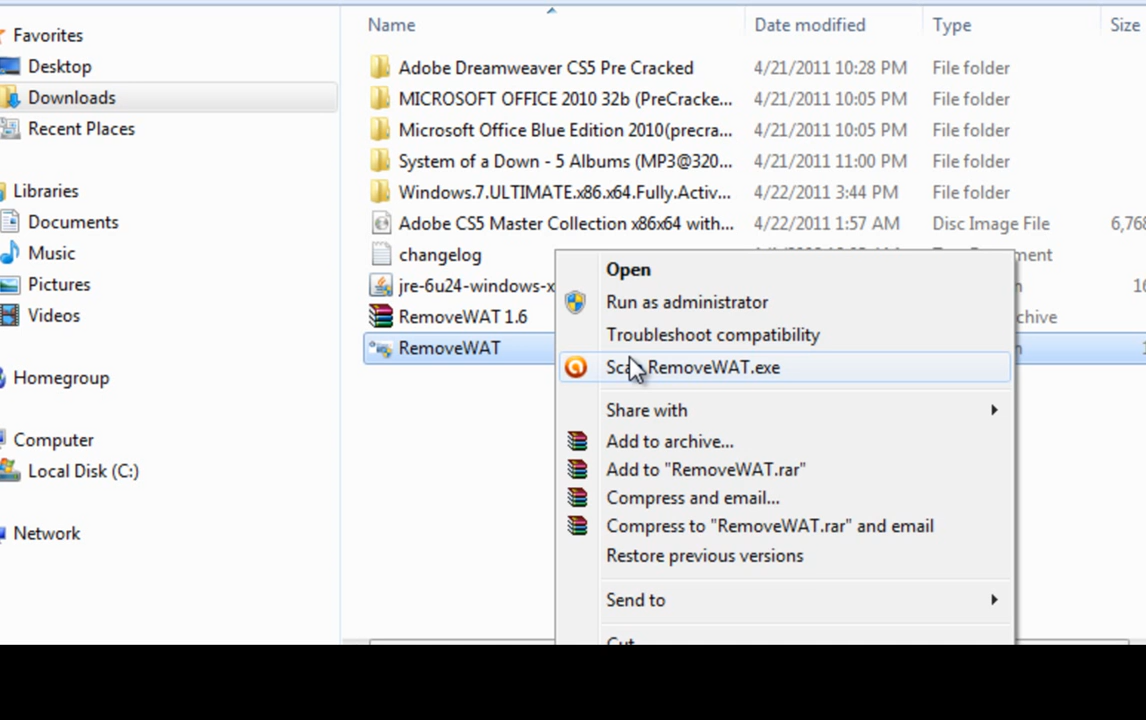 Name Date modified Type Size
Favorites
Desktop
Downloads
Recent Places
Libraries
Documents
Music
Pictures
Videos
Homegroup
Computer
Local Disk (C:)
Network
Adobe Dreamweaver CS5 Pre Cracked 4/21/2011 10:28 PM File folder
MICROSOFT OFFICE 2010 32b (PreCracke... 4/21/2011 10:05 PM File folder
Microsoft Office Blue Edition 2010(precra... 4/21/2011 10:05 PM File folder
System of a Down - 5 Albums (MP3@320... 4/21/2011 11:00 PM File folder
Windows.7.ULTIMATE.x86.x64.Fully.Activ... 4/22/2011 3:44 PM File folder
Adobe CS5 Master Collection x86x64 with... 4/22/2011 1:57 AM Disc Image File 6,768
changelog
jre-6u24-windows-x
RemoveWAT 1.6
RemoveWAT
Open
Run as administrator
Troubleshoot compatibility
Scan RemoveWAT.exe
Share with
Add to archive...
Add to "RemoveWAT.rar"
Compress and email...
Compress to "RemoveWAT.rar" and email
Restore previous versions
Send to
Cut